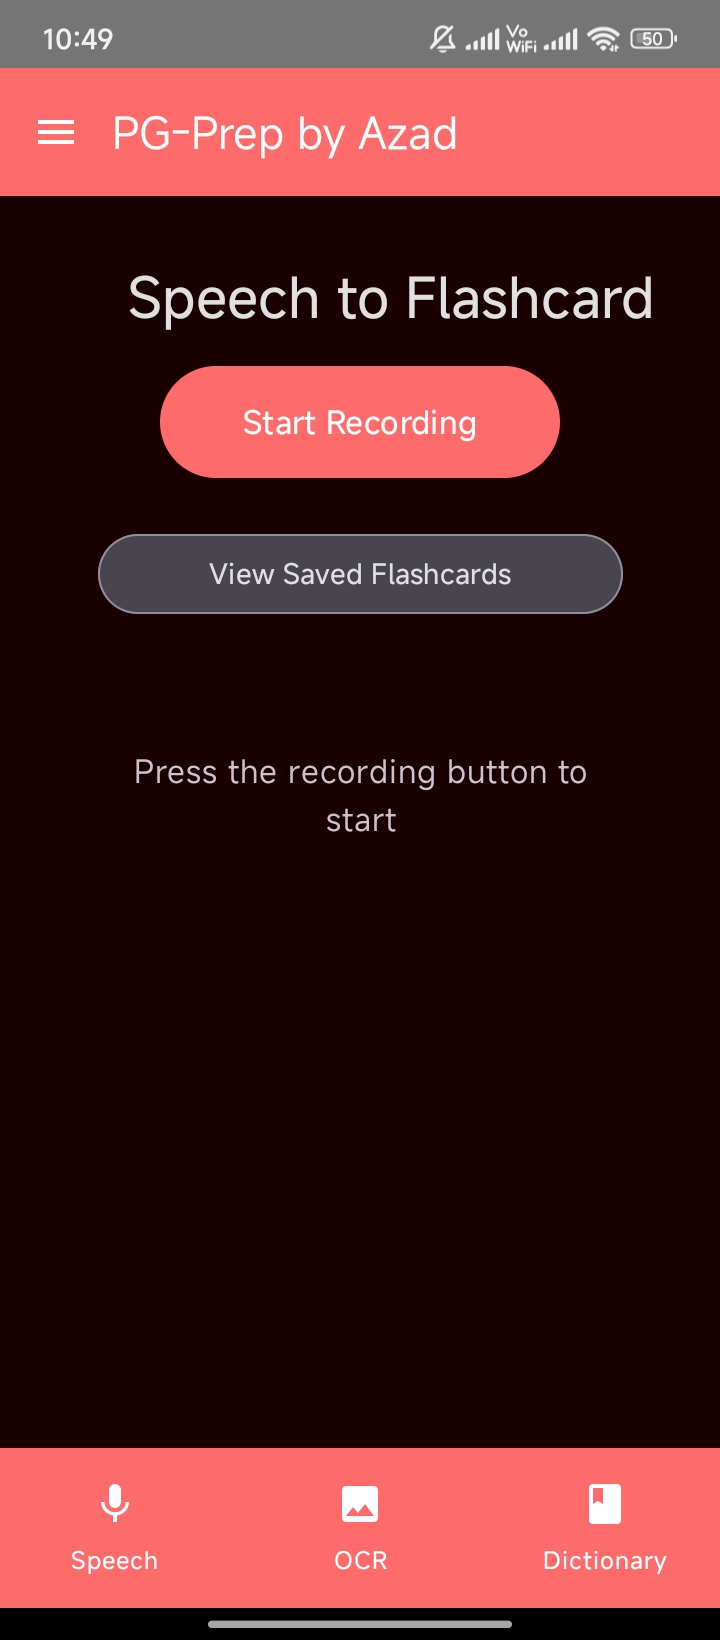 10:49
Vo
WiFi
50
PG-Prep by Azad
Speech to Flashcard
Start Recording
View Saved Flashcards
Press the recording button to
start
Speech
OCR
Dictionary